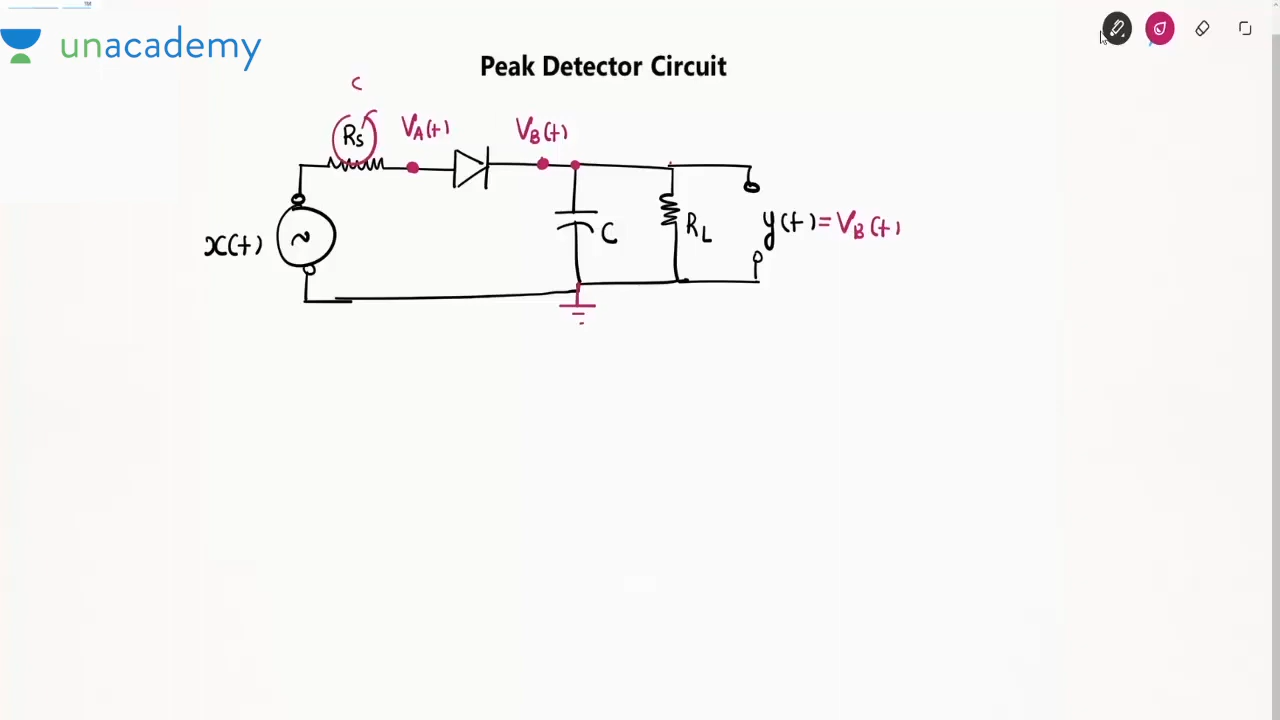 unacademy
Peak Detector Circuit
C
Rs
VA(t)
VB(t)
x(t)
C
RL
y(t)=VB(t)